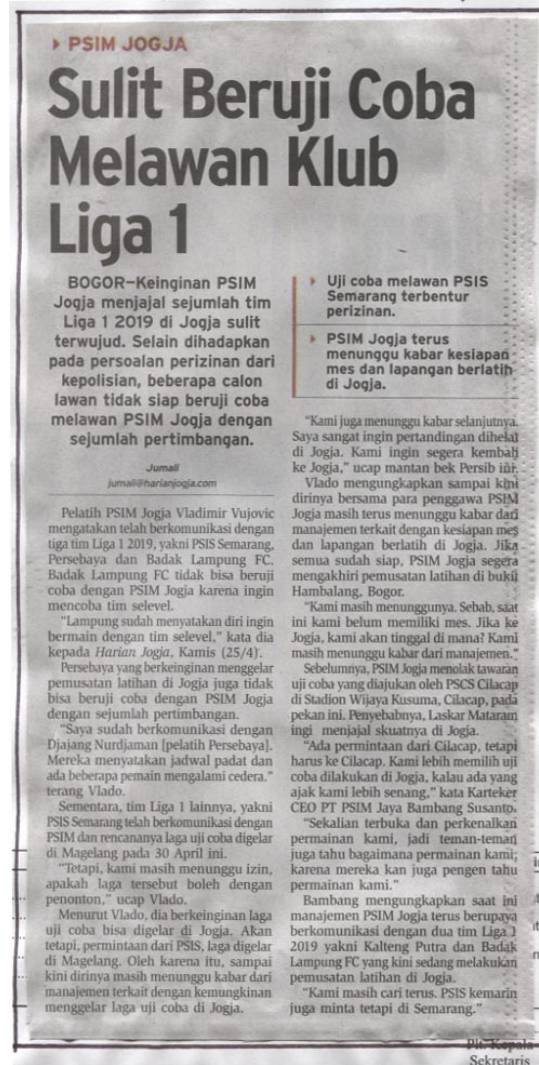 PSIM JOGJA
Sulit Beruji Coba
Melawan Klub
Liga 1
BOGOR—Keinginan PSIM
Jogja menjajal sejumlah tim
Liga 1 2019 di Jogja sulit
terwujud. Selain dihadapkan
pada persoalan perizinan dari
kepolisian, beberapa calon
lawan tidak siap beruji coba
melawan PSIM Jogja dengan
sejumlah pertimbangan.
Jumali
jumali@harianjogja.com
Uji coba melawan PSIS
Semarang terbentur
perizinan.
PSIM Jogja terus
menunggu kabar kesiapan
mes dan lapangan berlatih
di Jogja.
Pelatih PSIM Jogja Vladimir Vujovic
mengatakan telah berkomunikasi dengan
tiga tim Liga 1 2019, yakni PSIS Semarang,
Persebaya dan Badak Lampung FC.
Badak Lampung FC tidak bisa beruji
coba dengan PSIM Jogja karena ingin
mencoba tim selevel.
"Lampung sudah menyatakan diri ingin
bermain dengan tim selevel," kata dia
kepada Harian Jogja, Kamis (25/4).
Persebaya yang berkeinginan menggelar
pemusatan latihan di Jogja juga tidak
bisa beruji coba dengan PSIM Jogja
dengan sejumlah pertimbangan.
"Saya sudah berkomunikasi dengan
Djajang Nurdjaman [pelatih Persebaya].
Mereka menyatakan jadwal padat dan
ada beberapa pemain mengalami cedera."
terang Vlado.
Sementara, tim Liga 1 lainnya, yakni
PSIS Semarang telah berkomunikasi dengan
PSIM dan rencananya laga uji coba digelar
di Magelang pada 30 April ini.
"Tetapi, kami masih menunggu izin,
apakah laga tersebut boleh dengan
penonton," ucap Vlado.
Menurut Vlado, dia berkeinginan laga
uji coba bisa digelar di Jogja. Akan
tetapi, permintaan dari PSIS, laga digelar
di Magelang. Oleh karena itu, sampai
kini dirinya masih menunggu kabar dari
manajemen terkait dengan kemungkinan
menggelar laga uji coba di Jogja.
"Kami juga menunggu kabar selanjutnya.
Saya sangat ingin pertandingan dihelat
di Jogja. Kami ingin segera kembali
ke Jogja," ucap mantan bek Persib ini.
Vlado mengungkapkan sampai kini
dirinya bersama para penggawa PSIM
Jogja masih terus menunggu kabar dari
manajemen terkait dengan kesiapan mes
dan lapangan berlatih di Jogja. Jika
semua sudah siap, PSIM Jogja segera
mengakhiri pemusatan latihan di bukit
Hambalang, Bogor.
"Kami masih menunggunya. Sebab, saat
ini kami belum memiliki mes. Jika ke
Jogja, kami akan tinggal di mana? Kami
masih menunggu kabar dari manajemen."
Sebelumnya, PSIM Jogja menolak tawaran
uji coba yang diajukan oleh PSCS Cilacap
di Stadion Wijaya Kusuma, Cilacap, pada
pekan ini. Penyebabnya, Laskar Mataram
ingi menjajal skuatnya di Jogja.
"Ada permintaan dari Cilacap, tetapi
harus ke Cilacap. Kami lebih memilih uji
coba dilakukan di Jogja, kalau ada yang
ajak kami lebih senang," kata Karteker
CEO PT PSIM Jaya Bambang Susanto.
"Sekalian terbuka dan perkenalkan
permainan kami, jadi teman-teman
juga tahu bagaimana permainan kami,
karena mereka kan juga pengen tahu
permainan kami."
Bambang mengungkapkan saat ini
manajemen PSIM Jogja terus berupaya
berkomunikasi dengan dua tim Liga 1
2019 yakni Kalteng Putra dan Badak
Lampung FC yang kini sedang melakukan
pemusatan latihan di Jogja.
"Kami masih cari terus. PSIS kemarin
juga minta tetapi di Semarang."
Plt. Kepala
Sekretaris